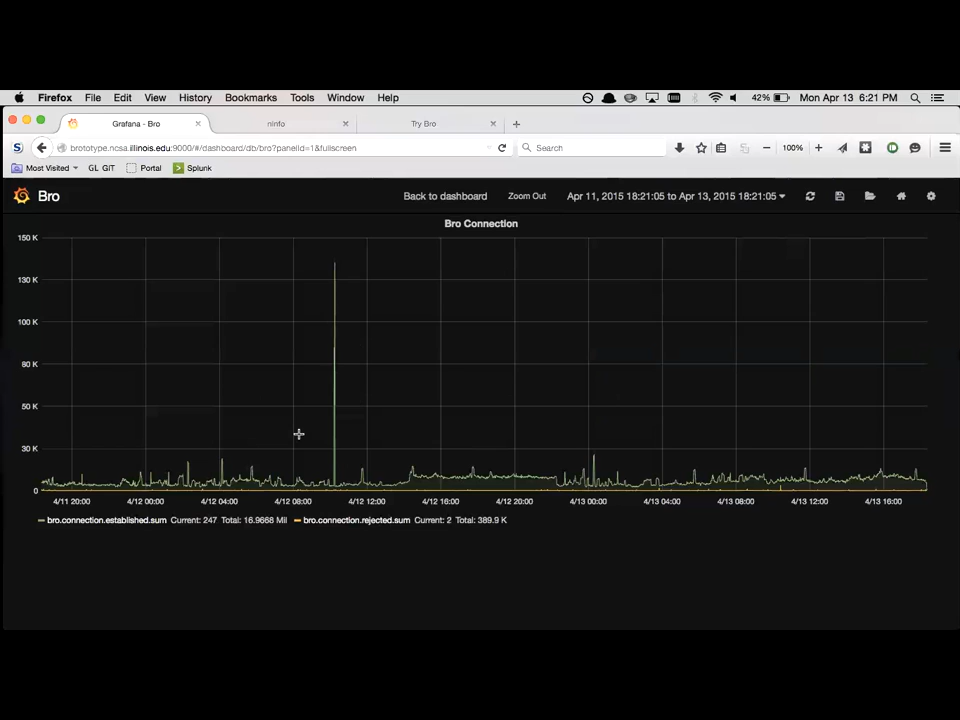 Firefox File Edit View History Bookmarks Tools Window Help 42% Mon Apr 13 6:21 PM
Grafana - Bro ninfo Try Bro
brototype.ncsa.illinois.edu:9000/#/dashboard/db/bro?panelId=1&fullscreen Search 100%
Most Visited GL GIT Portal Splunk
Bro Back to dashboard Zoom Out Apr 11, 2015 18:21:05 to Apr 13, 2015 18:21:05
Bro Connection
150 K
130 K
100 K
80 K
50 K
30 K
0
4/11 20:00 4/12 00:00 4/12 04:00 4/12 08:00 4/12 12:00 4/12 16:00 4/12 20:00 4/13 00:00 4/13 04:00 4/13 08:00 4/13 12:00 4/13 16:00
bro.connection.established.sum Current: 247 Total: 16.9668 Mil bro.connection.rejected.sum Current: 2 Total: 389.9 K